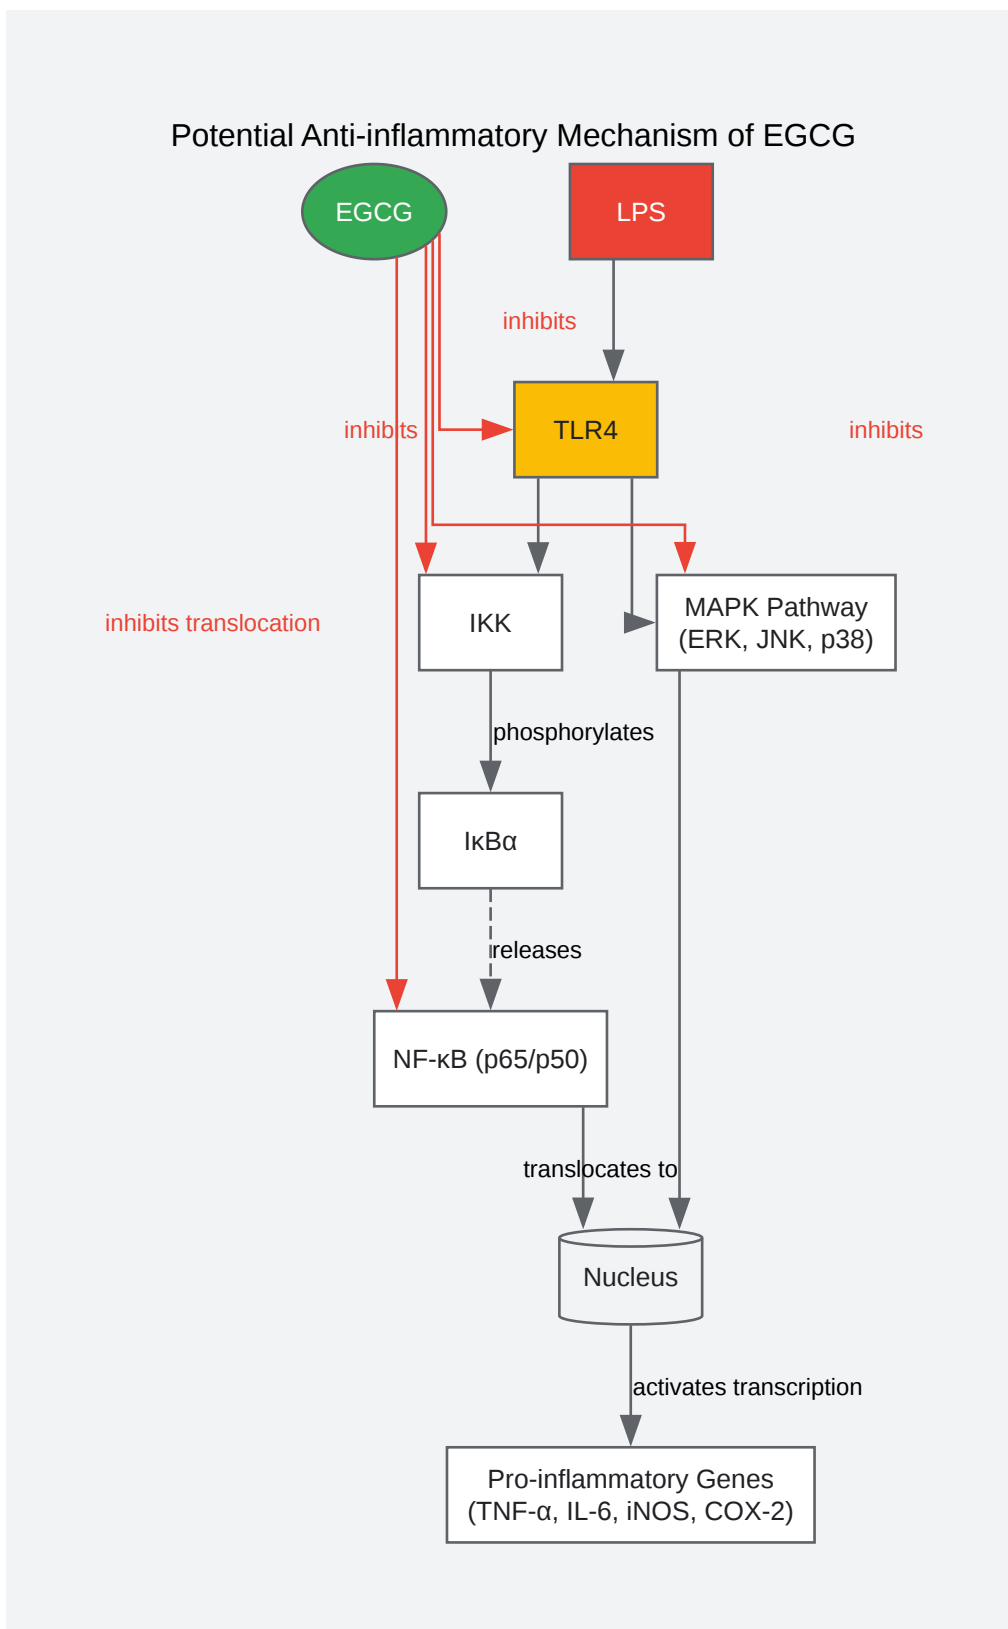 Potential Anti-inflammatory Mechanism of EGCG
EGCG
LPS
inhibits
inhibits
TLR4
inhibits
IKK
MAPK Pathway
(ERK, JNK, p38)
inhibits translocation
phosphorylates
IκBα
releases
NF-κB (p65/p50)
translocates to
Nucleus
activates transcription
Pro-inflammatory Genes
(TNF-α, IL-6, iNOS, COX-2)